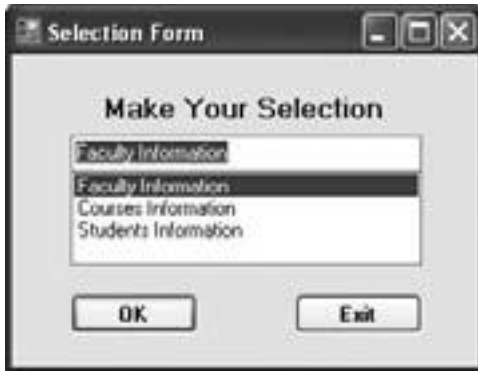 Selection Form
Make Your Selection
Faculty Information
Faculty Information
Courses Information
Students Information
OK
Exit